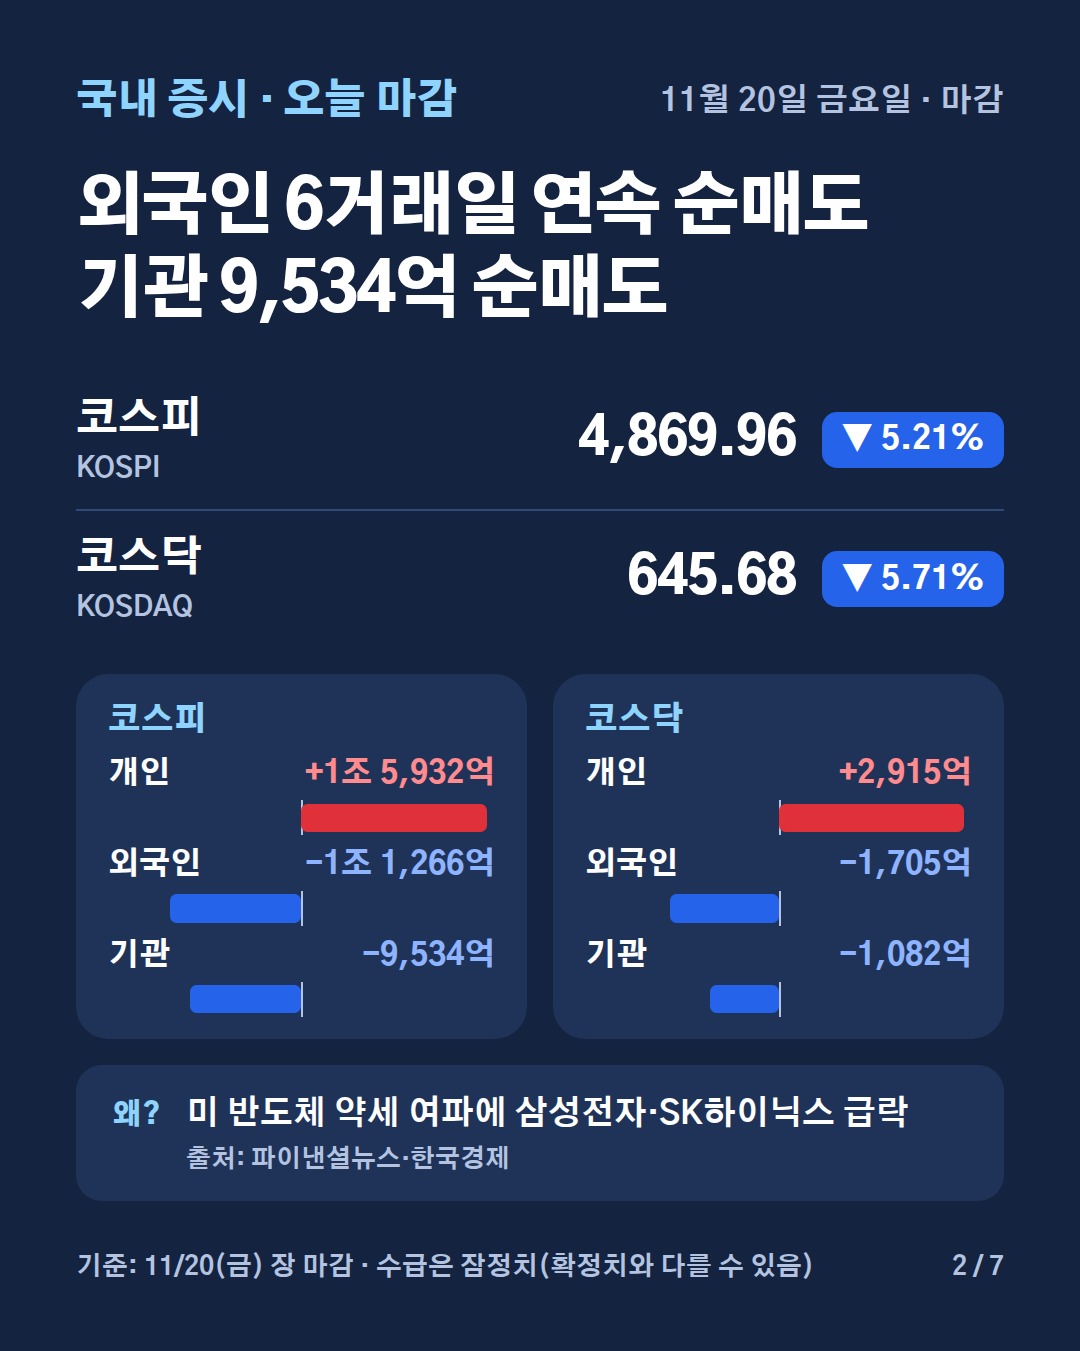 국내 증시 · 오늘 마감
11월 20일 금요일 · 마감
외국인 6거래일 연속 순매도
기관 9,534억 순매도
코스피
KOSPI
4,869.96 ▼ 5.21%
코스닥
KOSDAQ
645.68 ▼ 5.71%
코스피
개인 +1조 5,932억
외국인 −1조 1,266억
기관 −9,534억
코스닥
개인 +2,915억
외국인 −1,705억
기관 −1,082억
왜? 미 반도체 약세 여파에 삼성전자·SK하이닉스 급락
출처: 파이낸셜뉴스·한국경제
기준: 11/20(금) 장 마감 · 수급은 잠정치(확정치와 다를 수 있음)
2 / 7